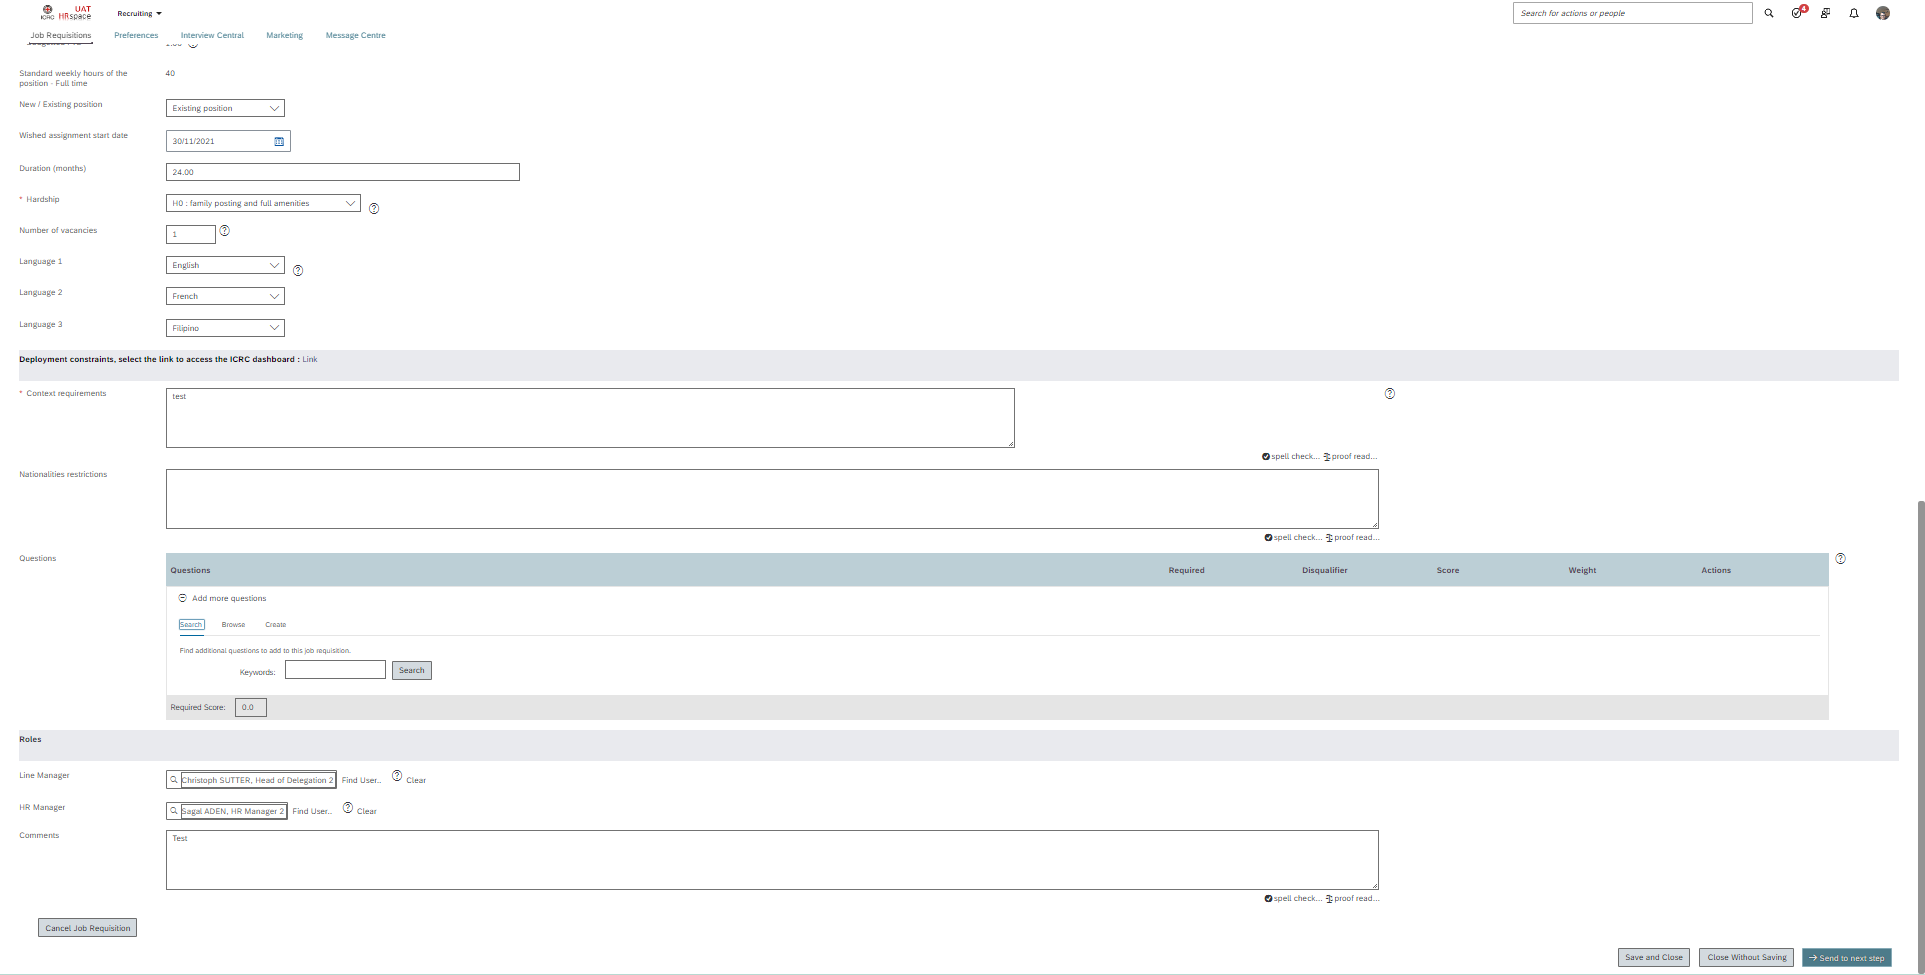 UAT
ICRC HRspace
Recruiting
Search for actions or people
4
Job Requisitions
Preferences
Interview Central
Marketing
Message Centre
Standard weekly hours of the position - Full time
40
New / Existing position
Existing position
Wished assignment start date
30/11/2021
Duration (months)
24.00
* Hardship
H0 : family posting and full amenities
Number of vacancies
1
Language 1
English
Language 2
French
Language 3
Filipino
Deployment constraints, select the link to access the ICRC dashboard : Link
* Context requirements
test
spell check... proof read...
Nationalities restrictions
spell check... proof read...
Questions
Questions
Required
Disqualifier
Score
Weight
Actions
Add more questions
Search
Browse
Create
Find additional questions to add to this job requisition.
Keywords:
Search
Required Score:
0.0
Roles
Line Manager
Christoph SUTTER, Head of Delegation 2
Find User..
Clear
HR Manager
Sagal ADEN, HR Manager 2
Find User..
Clear
Comments
Test
spell check... proof read...
Cancel Job Requisition
Save and Close
Close Without Saving
Send to next step